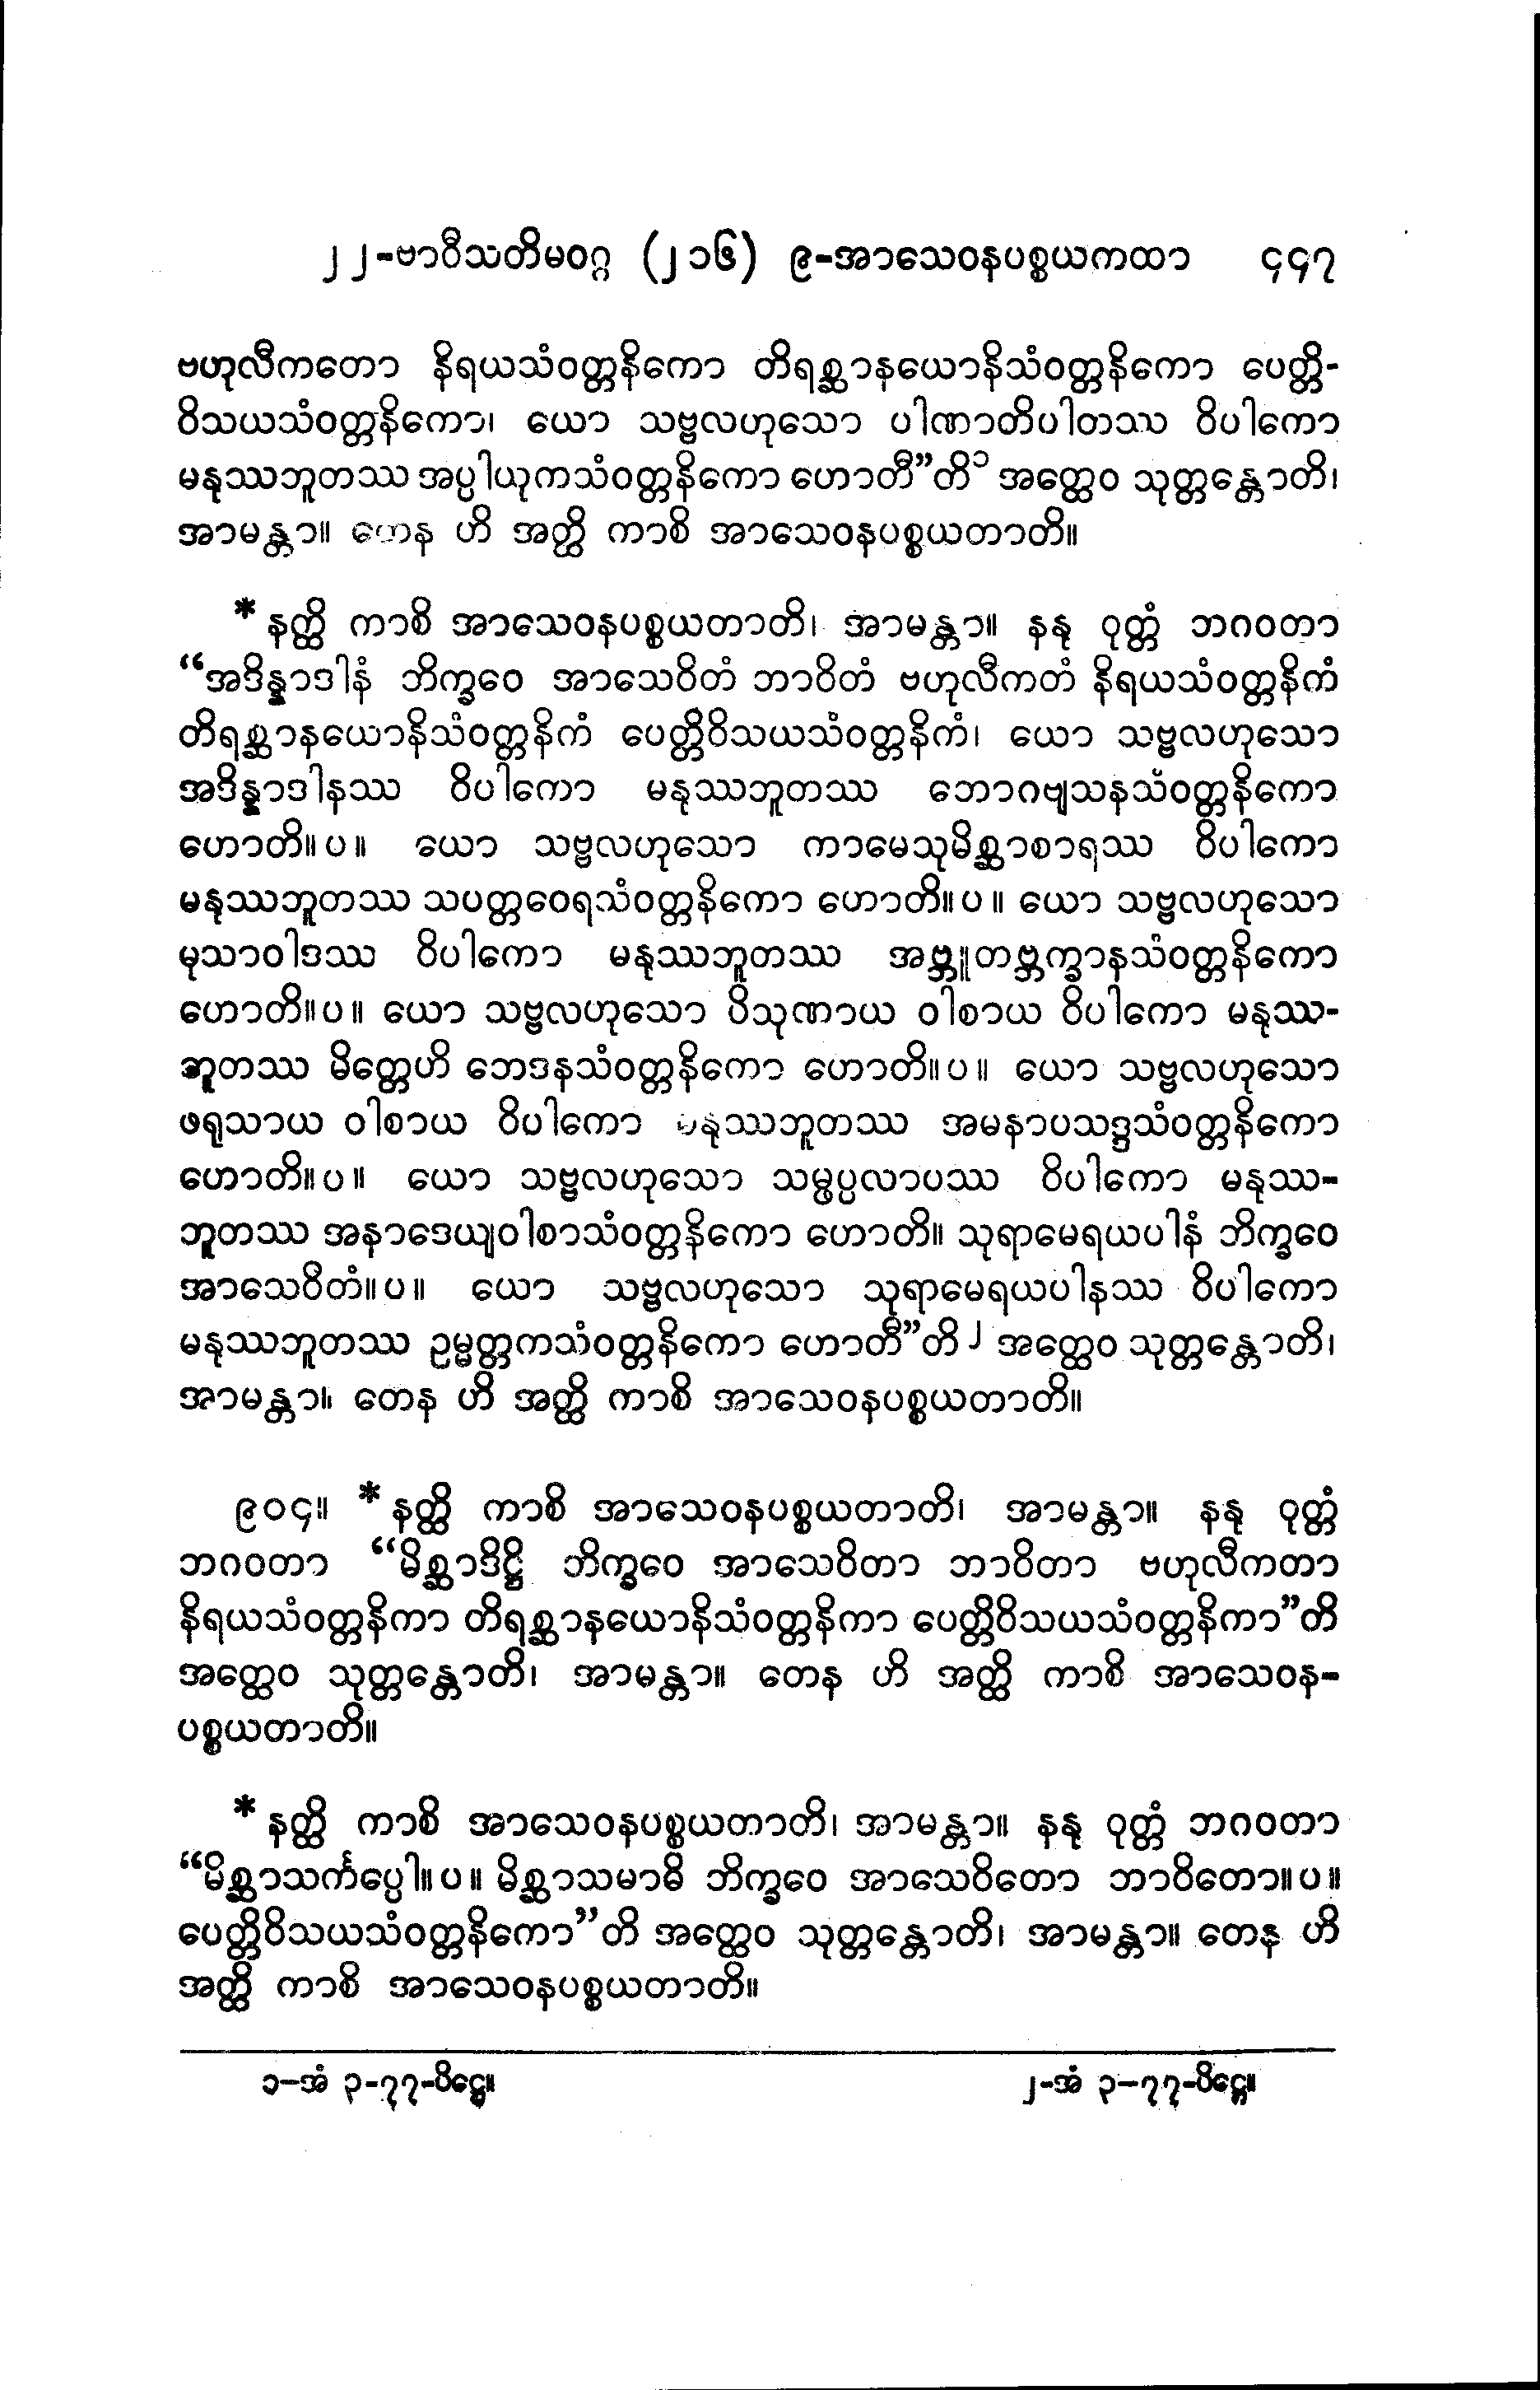 ၂၂-ဗာဝီသတိမဝဂ္ဂ (၂၁၆) ၉-အာသေဝနပစ္စယကထာ ၄၄၇
ဗဟုလီကတော နိရယသံဝတ္တနိကော တိရစ္ဆာနယောနိသံဝတ္တနိကော ပေတ္တိ-
ဝိသယသံဝတ္တနိကော၊ ယော သဗ္ဗလဟုသော ပါဏာတိပါတဿ ဝိပါကော
မနုဿဘူတဿ အပ္ပါယုကသံဝတ္တနိကော ဟောတီ”တိ၁ အတ္ထေဝ သုတ္တန္တောတိ၊
အာမန္တာ။ တေန ဟိ အတ္ထိ ကာစိ အာသေဝနပစ္စယတာတိ။
* နတ္ထိ ကာစိ အာသေဝနပစ္စယတာတိ၊ အာမန္တာ။ နနု ဝုတ္တံ ဘဂဝတာ
“အဒိန္နာဒါနံ ဘိက္ခဝေ အာသေဝိတံ ဘာဝိတံ ဗဟုလီကတံ နိရယသံဝတ္တနိကံ
တိရစ္ဆာနယောနိသံဝတ္တနိကံ ပေတ္တိဝိသယသံဝတ္တနိကံ၊ ယော သဗ္ဗလဟုသော
အဒိန္နာဒါနဿ ဝိပါကော မနုဿဘူတဿ ဘောဂဗျသနသံဝတ္တနိကော
ဟောတိ။ပ။ ယော သဗ္ဗလဟုသော ကာမေသုမိစ္ဆာစာရဿ ဝိပါကော
မနုဿဘူတဿ သပတ္တဝေရသံဝတ္တနိကော ဟောတိ။ပ။ ယော သဗ္ဗလဟုသော
မုသာဝါဒဿ ဝိပါကော မနုဿဘူတဿ အဗ္ဘူတဗ္ဘက္ခာနသံဝတ္တနိကော
ဟောတိ။ပ။ ယော သဗ္ဗလဟုသော ပိသုဏာယ ဝါစာယ ဝိပါကော မနုဿ-
ဘူတဿ မိတ္တေဟိ ဘေဒနသံဝတ္တနိကော ဟောတိ။ပ။ ယော သဗ္ဗလဟုသော
ဖရုသာယ ဝါစာယ ဝိပါကော မနုဿဘူတဿ အမနာပသဒ္ဒသံဝတ္တနိကော
ဟောတိ။ပ။ ယော သဗ္ဗလဟုသော သမ္ဖပ္ပလာပဿ ဝိပါကော မနုဿ-
ဘူတဿ အနာဒေယျဝါစာသံဝတ္တနိကော ဟောတိ။ သုရာမေရယပါနံ ဘိက္ခဝေ
အာသေဝိတံ။ပ။ ယော သဗ္ဗလဟုသော သုရာမေရယပါနဿ ဝိပါကော
မနုဿဘူတဿ ဥမ္မတ္တကသံဝတ္တနိကော ဟောတီ”တိ၂ အတ္ထေဝ သုတ္တန္တောတိ၊
အာမန္တာ။ တေန ဟိ အတ္ထိ ကာစိ အာသေဝနပစ္စယတာတိ။
၉၀၄။ * နတ္ထိ ကာစိ အာသေဝနပစ္စယတာတိ၊ အာမန္တာ။ နနု ဝုတ္တံ
ဘဂဝတာ “မိစ္ဆာဒိဋ္ဌိ ဘိက္ခဝေ အာသေဝိတာ ဘာဝိတာ ဗဟုလီကတာ
နိရယသံဝတ္တနိကာ တိရစ္ဆာနယောနိသံဝတ္တနိကာ ပေတ္တိဝိသယသံဝတ္တနိကာ”တိ
အတ္ထေဝ သုတ္တန္တောတိ၊ အာမန္တာ။ တေန ဟိ အတ္ထိ ကာစိ အာသေဝန-
ပစ္စယတာတိ။
* နတ္ထိ ကာစိ အာသေဝနပစ္စယတာတိ၊ အာမန္တာ။ နနု ဝုတ္တံ ဘဂဝတာ
“မိစ္ဆာသင်္ကပ္ပေါ။ပ။ မိစ္ဆာသမာဓိ ဘိက္ခဝေ အာသေဝိတော ဘာဝိတော။ပ။
ပေတ္တိဝိသယသံဝတ္တနိကော”တိ အတ္ထေဝ သုတ္တန္တောတိ၊ အာမန္တာ။ တေန ဟိ
အတ္ထိ ကာစိ အာသေဝနပစ္စယတာတိ။
၁-အံ ၃-၇၇-ပိဋ္ဌေ။ ၂-အံ ၃-၇၇-ပိဋ္ဌေ။